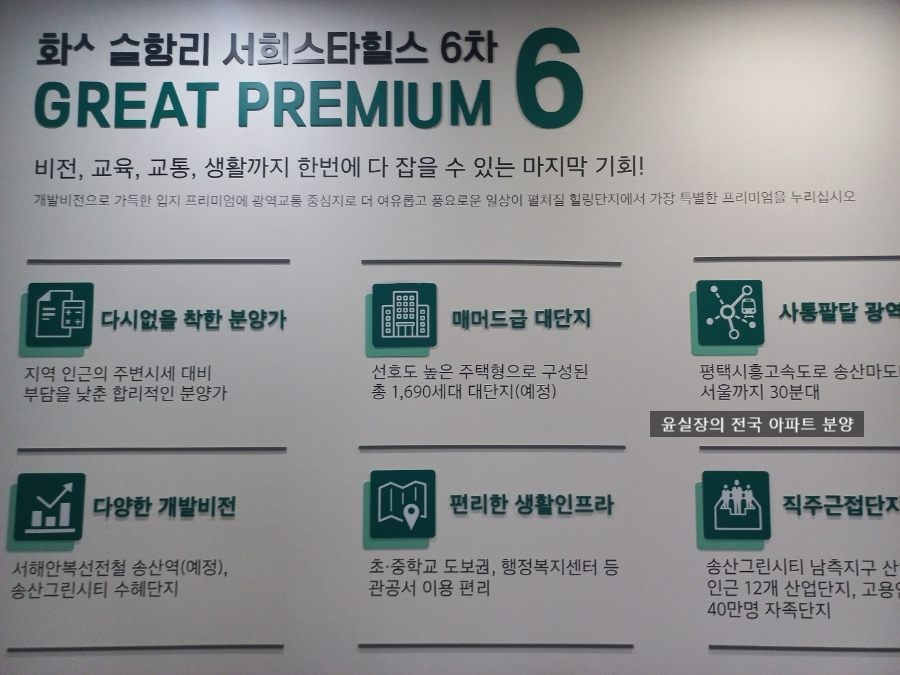 화ㅅ 슬항리 서희스타힐스 6차
GREAT PREMIUM 6
비전, 교육, 교통, 생활까지 한번에 다 잡을 수 있는 마지막 기회!
개발비전으로 가득한 입지 프리미엄에 광역교통 중심지로 더 여유롭고 풍요로운 일상이 펼쳐질 힐링단지에서 가장 특별한 프리미엄을 누리십시오
다시없을 착한 분양가
지역 인근의 주변시세 대비
부담을 낮춘 합리적인 분양가
매머드급 대단지
선호도 높은 주택형으로 구성된
총 1,690세대 대단지(예정)
사통팔달 광역
평택시흥고속도로 송산마도
서울까지 30분대
윤실장의 전국 아파트 분양
다양한 개발비전
서해안복선전철 송산역(예정),
송산그린시티 수혜단지
편리한 생활인프라
초·중학교 도보권, 행정복지센터 등
관공서 이용 편리
직주근접단지
송산그린시티 남측지구 산
인근 12개 산업단지, 고용인
40만명 자족단지